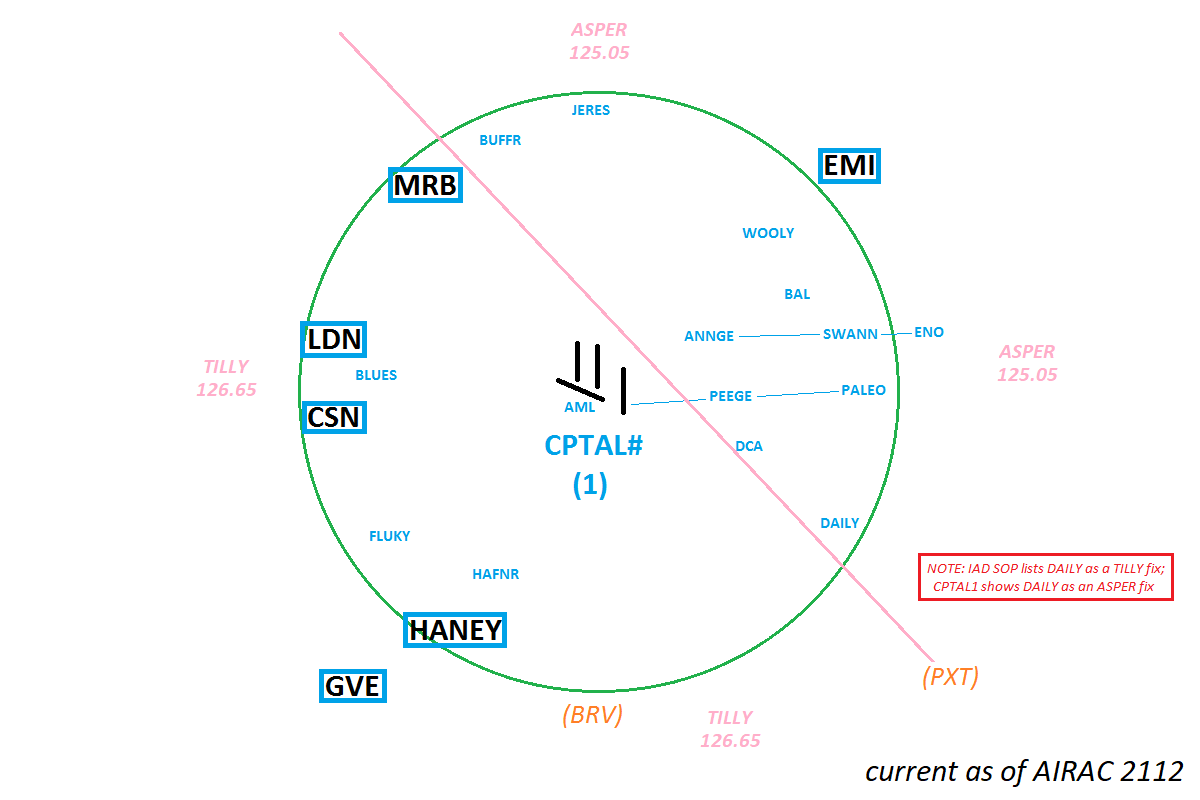 ASPER
125.05
JERES
BUFFR
EMI
MRB
WOOLY
BAL
ANNGE
SWANN
ENO
LDN
TILLY
126.65
BLUES
ASPER
125.05
PEEGE
PALEO
AML
CSN
CPTAL#
(1)
DCA
DAILY
FLUKY
HAFNR
NOTE: IAD SOP lists DAILY as a TILLY fix;
CPTAL1 shows DAILY as an ASPER fix
HANEY
GVE
(PXT)
(BRV)
TILLY
126.65
current as of AIRAC 2112